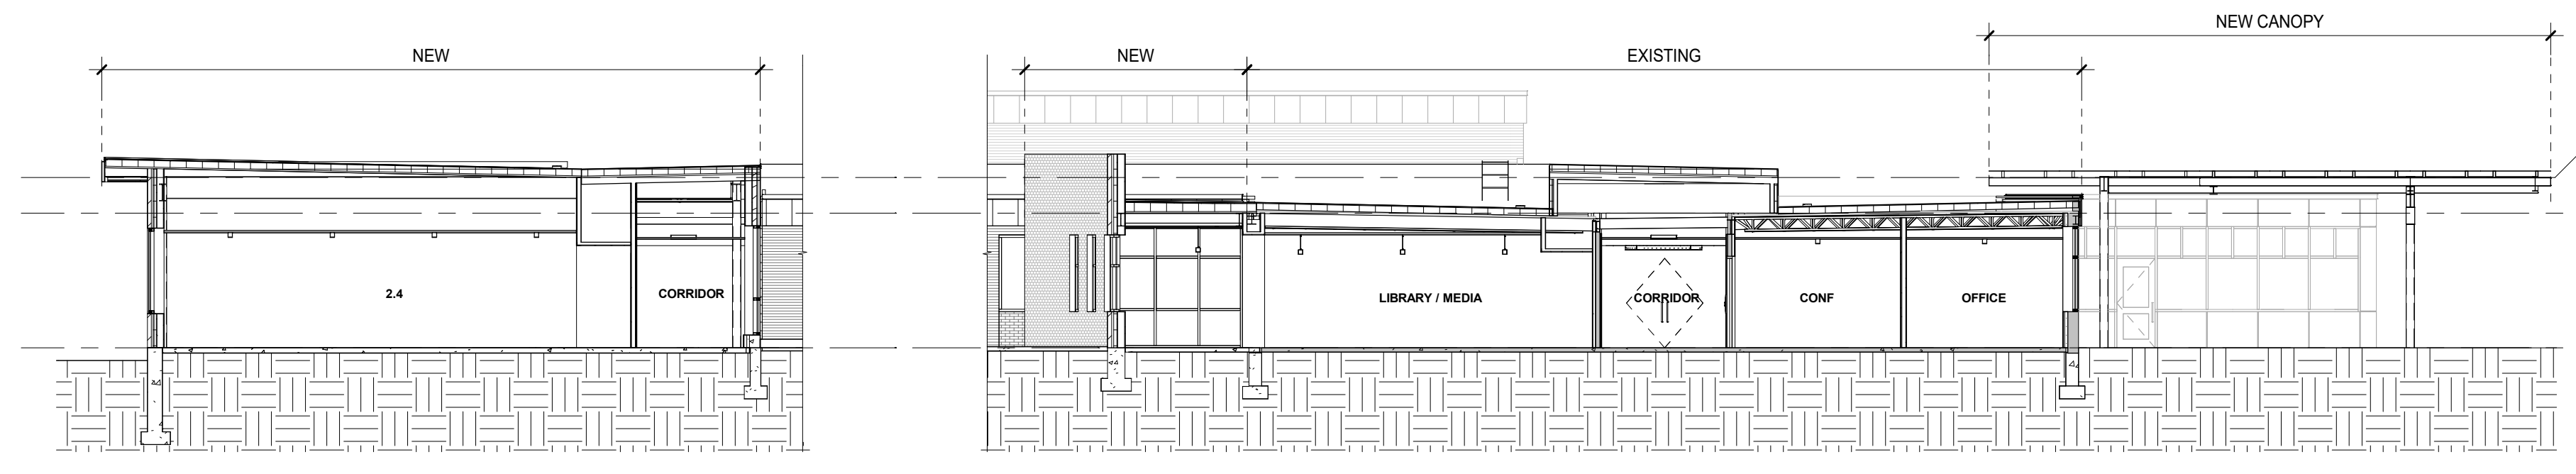 NEW CANOPY
NEW
NEW
EXISTING
2.4
CORRIDOR
LIBRARY / MEDIA
CORRIDOR
CONF
OFFICE